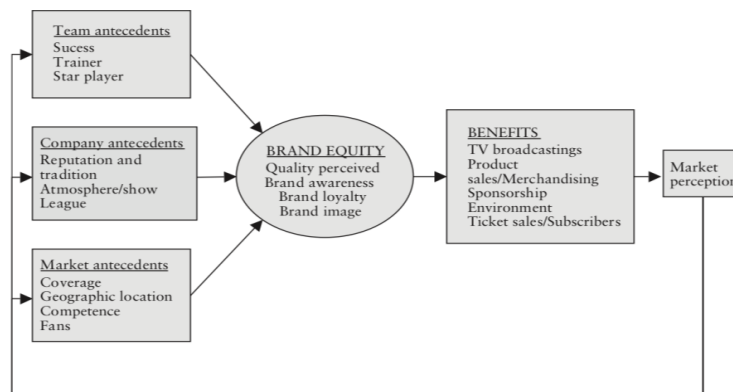 Team antecedents
Sucess
Trainer
Star player
Company antecedents
Reputation and
tradition
Atmosphere/show
League
Market antecedents
Coverage
Geographic location
Competence
Fans
BRAND EQUITY
Quality perceived
Brand awareness
Brand loyalty
Brand image
BENEFITS
TV broadcastings
Product
sales/Merchandising
Sponsorship
Environment
Ticket sales/Subscribers
Market
perception